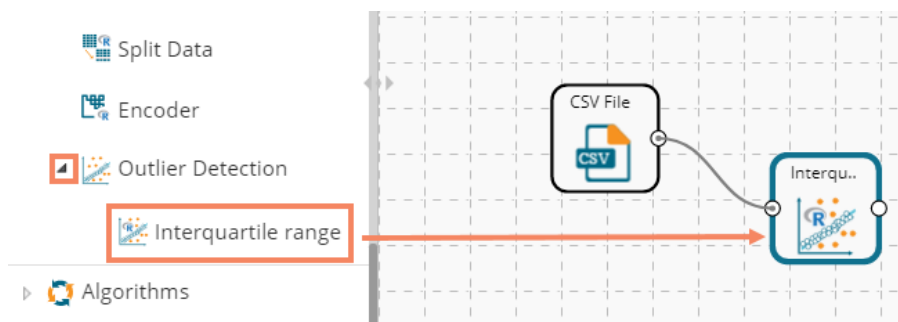 Split Data
Encoder
Outlier Detection
Interquartile range
Algorithms
CSV File
CSV
Interqu..
R